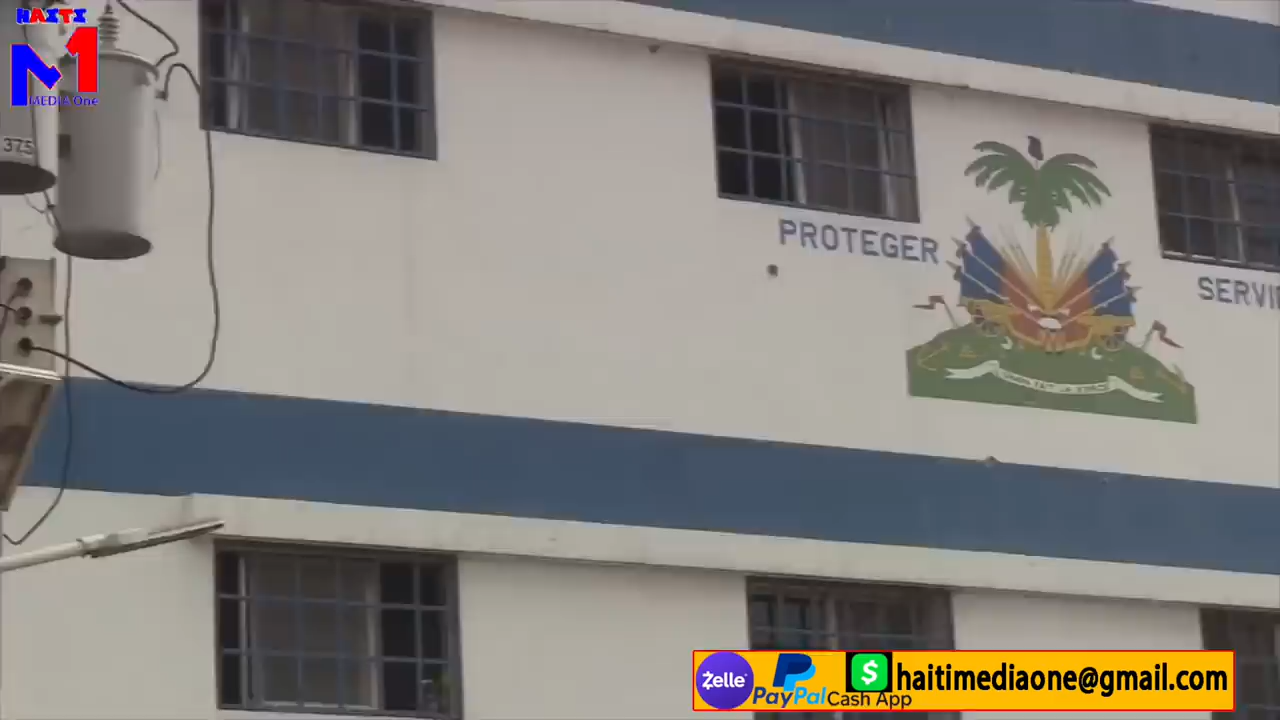 HAITI
M1
MEDIA One
375
PROTEGER
SERVI
Zelle
PayPal
Cash App
haitimediaone@gmail.com